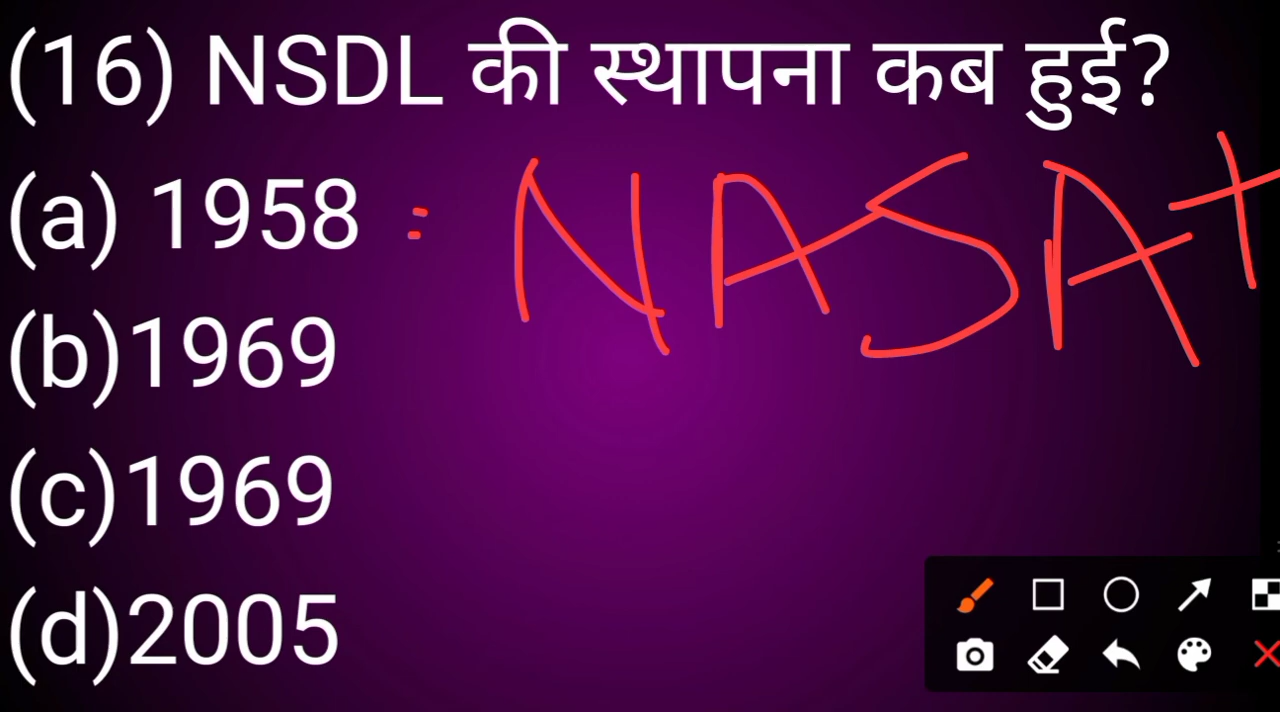 (16) NSDL की स्थापना कब हुई?
(a) 1958 : NASA+
(b)1969
(c)1969
(d)2005